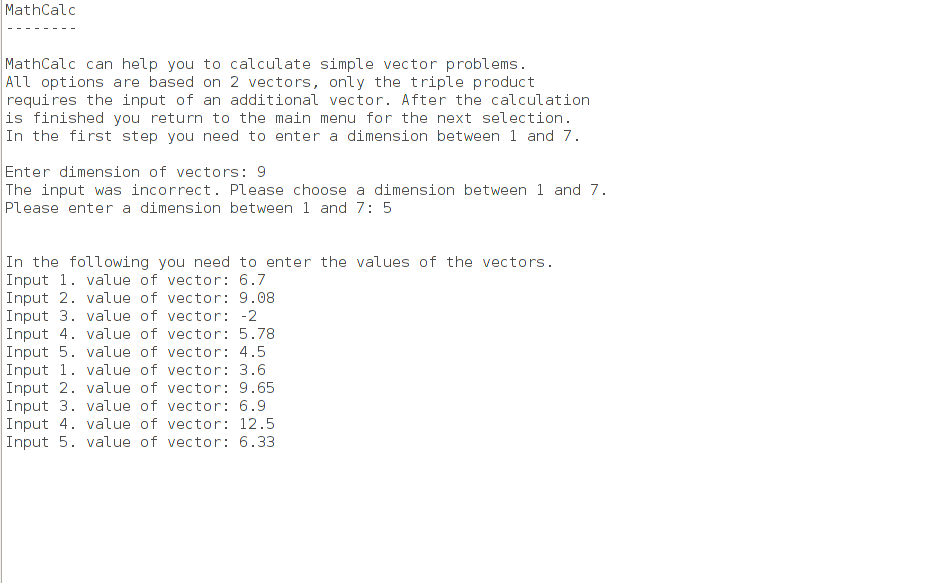 MathCalc
--------
MathCalc can help you to calculate simple vector problems.
All options are based on 2 vectors, only the triple product
requires the input of an additional vector. After the calculation
is finished you return to the main menu for the next selection.
In the first step you need to enter a dimension between 1 and 7.
Enter dimension of vectors: 9
The input was incorrect. Please choose a dimension between 1 and 7.
Please enter a dimension between 1 and 7: 5
In the following you need to enter the values of the vectors.
Input 1. value of vector: 6.7
Input 2. value of vector: 9.08
Input 3. value of vector: -2
Input 4. value of vector: 5.78
Input 5. value of vector: 4.5
Input 1. value of vector: 3.6
Input 2. value of vector: 9.65
Input 3. value of vector: 6.9
Input 4. value of vector: 12.5
Input 5. value of vector: 6.33